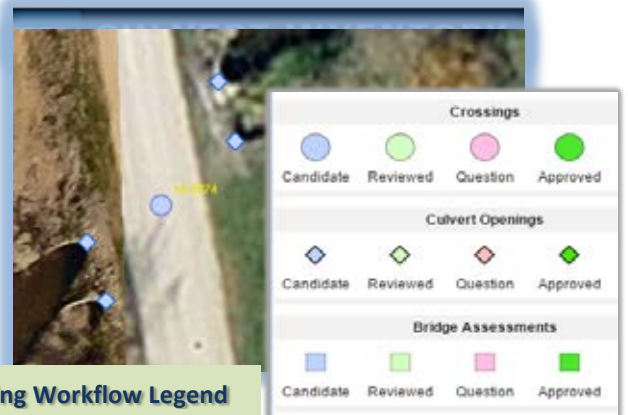 Crossings
Candidate Reviewed Question Approved
Culvert Openings
Candidate Reviewed Question Approved
Bridge Assessments
Candidate Reviewed Question Approved
Workflow Legend